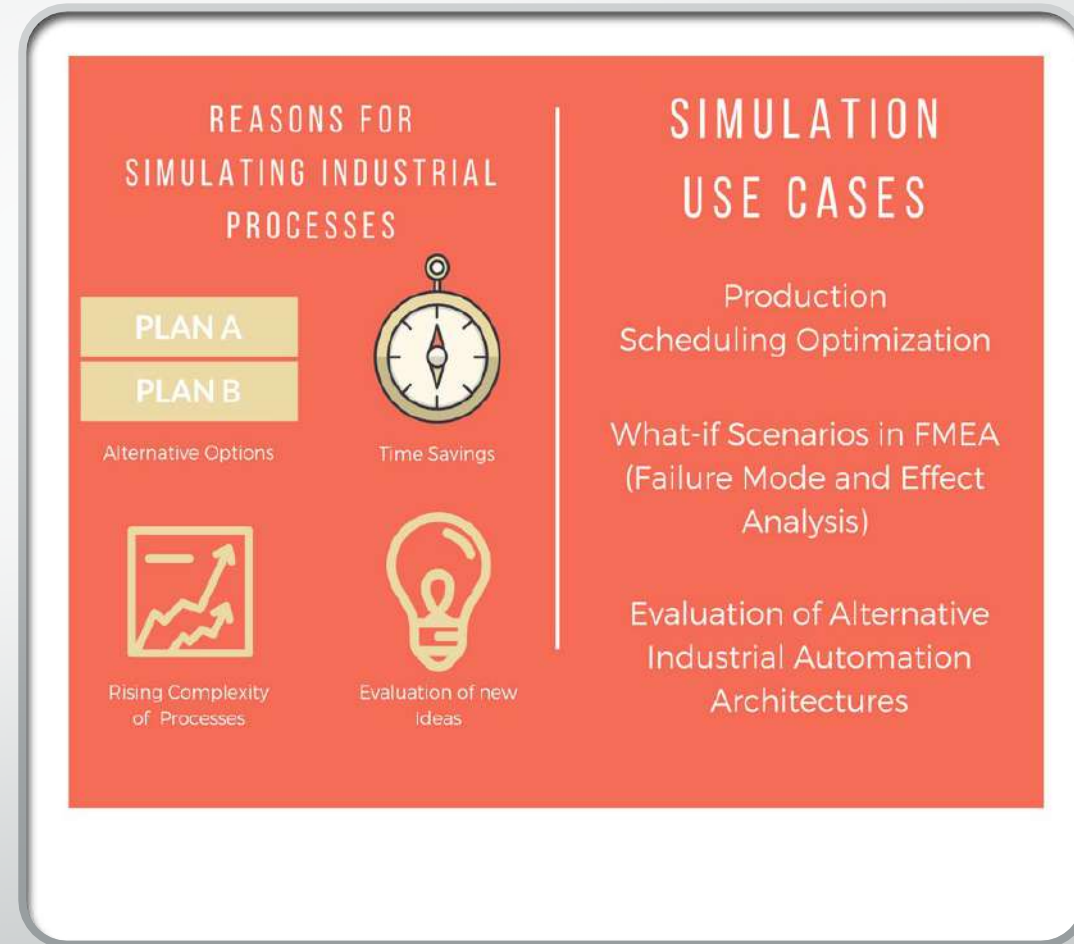 REASONS FOR
SIMULATING INDUSTRIAL
PROCESSES
PLAN A
PLAN B
Alternative Options
Time Savings
Rising Complexity
of Processes
Evaluation of new
Ideas
SIMULATION
USE CASES
Production
Scheduling Optimization
What-if Scenarios in FMEA
(Failure Mode and Effect
Analysis)
Evaluation of Alternative
Industrial Automation
Architectures